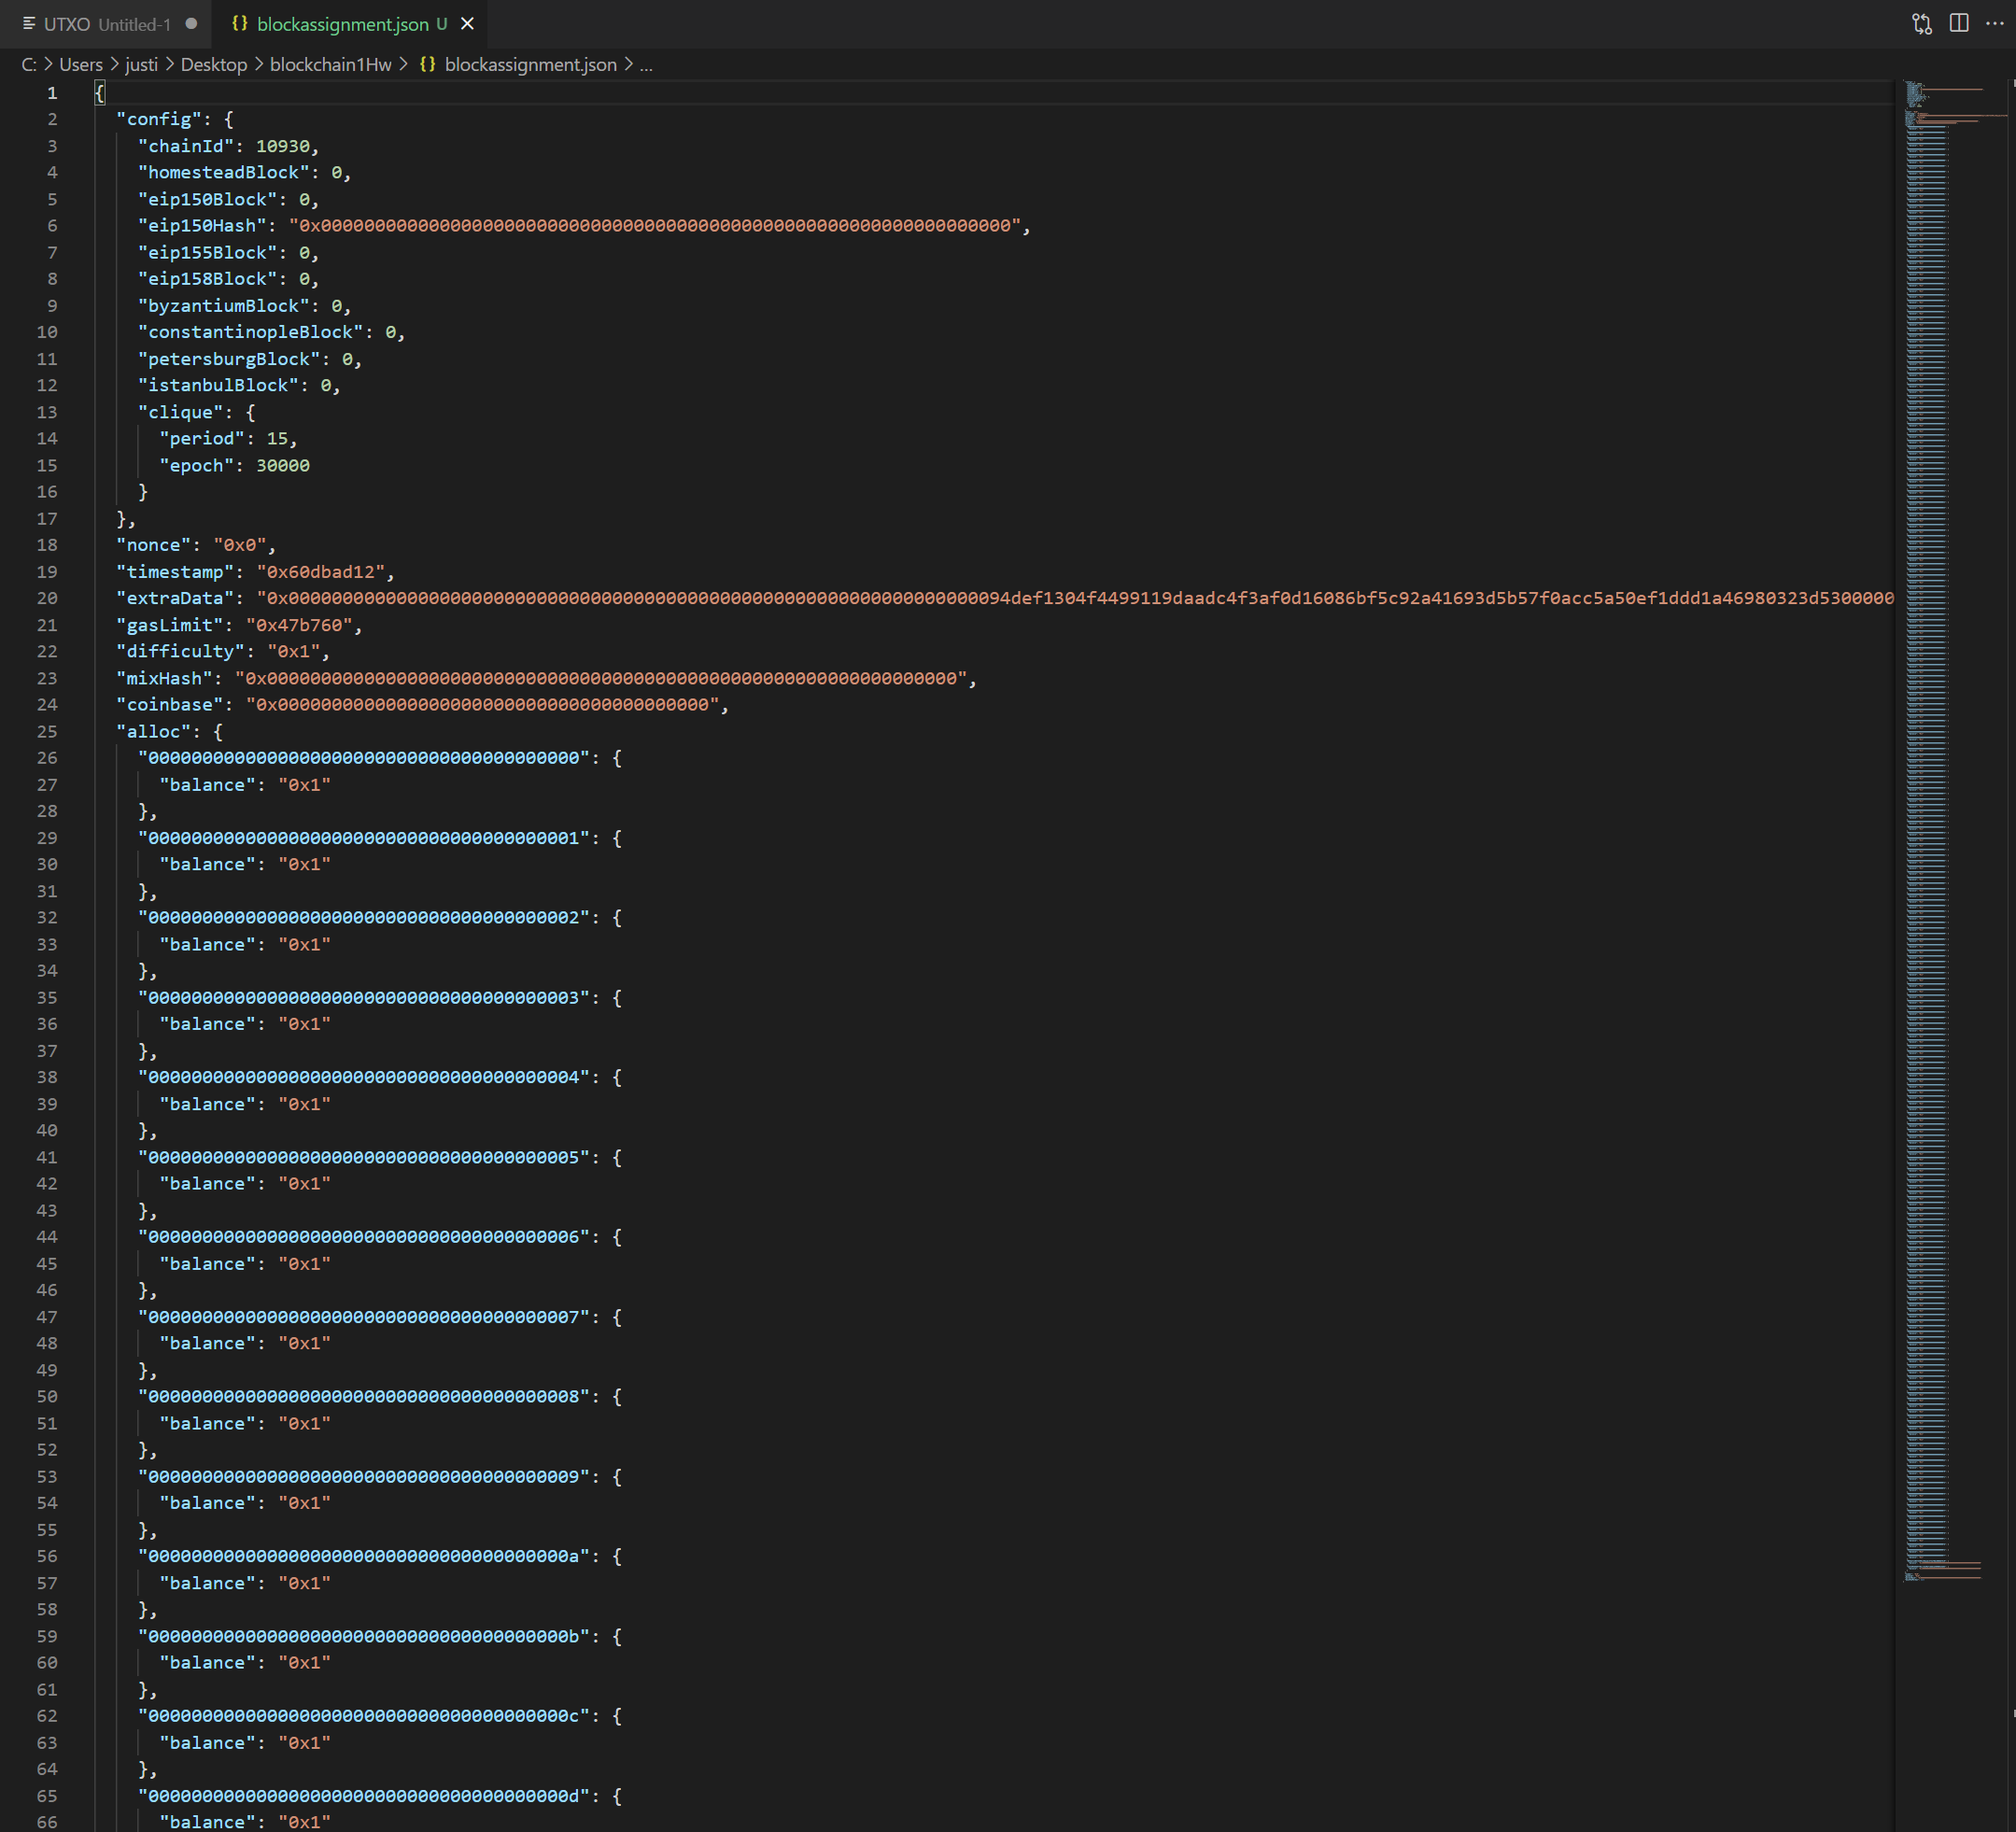 UTXO Untitled-1 ●
{} blockassignment.json U ×
C: > Users > justi > Desktop > blockchain1Hw > {} blockassignment.json > ...
1 {
2 "config": {
3 "chainId": 10930,
4 "homesteadBlock": 0,
5 "eip150Block": 0,
6 "eip150Hash": "0x0000000000000000000000000000000000000000000000000000000000000000",
7 "eip155Block": 0,
8 "eip158Block": 0,
9 "byzantiumBlock": 0,
10 "constantinopleBlock": 0,
11 "petersburgBlock": 0,
12 "istanbulBlock": 0,
13 "clique": {
14 "period": 15,
15 "epoch": 30000
16 }
17 },
18 "nonce": "0x0",
19 "timestamp": "0x60dbad12",
20 "extraData": "0x000000000000000000000000000000000000000000000000000000000000000094def1304f4499119daadc4f3af0d16086bf5c92a41693d5b57f0acc5a50ef1ddd1a46980323d5300000
21 "gasLimit": "0x47b760",
22 "difficulty": "0x1",
23 "mixHash": "0x0000000000000000000000000000000000000000000000000000000000000000",
24 "coinbase": "0x0000000000000000000000000000000000000000",
25 "alloc": {
26 "0000000000000000000000000000000000000000": {
27 "balance": "0x1"
28 },
29 "0000000000000000000000000000000000000001": {
30 "balance": "0x1"
31 },
32 "0000000000000000000000000000000000000002": {
33 "balance": "0x1"
34 },
35 "0000000000000000000000000000000000000003": {
36 "balance": "0x1"
37 },
38 "0000000000000000000000000000000000000004": {
39 "balance": "0x1"
40 },
41 "0000000000000000000000000000000000000005": {
42 "balance": "0x1"
43 },
44 "0000000000000000000000000000000000000006": {
45 "balance": "0x1"
46 },
47 "0000000000000000000000000000000000000007": {
48 "balance": "0x1"
49 },
50 "0000000000000000000000000000000000000008": {
51 "balance": "0x1"
52 },
53 "0000000000000000000000000000000000000009": {
54 "balance": "0x1"
55 },
56 "000000000000000000000000000000000000000a": {
57 "balance": "0x1"
58 },
59 "000000000000000000000000000000000000000b": {
60 "balance": "0x1"
61 },
62 "000000000000000000000000000000000000000c": {
63 "balance": "0x1"
64 },
65 "000000000000000000000000000000000000000d": {
66 "balance": "0x1"